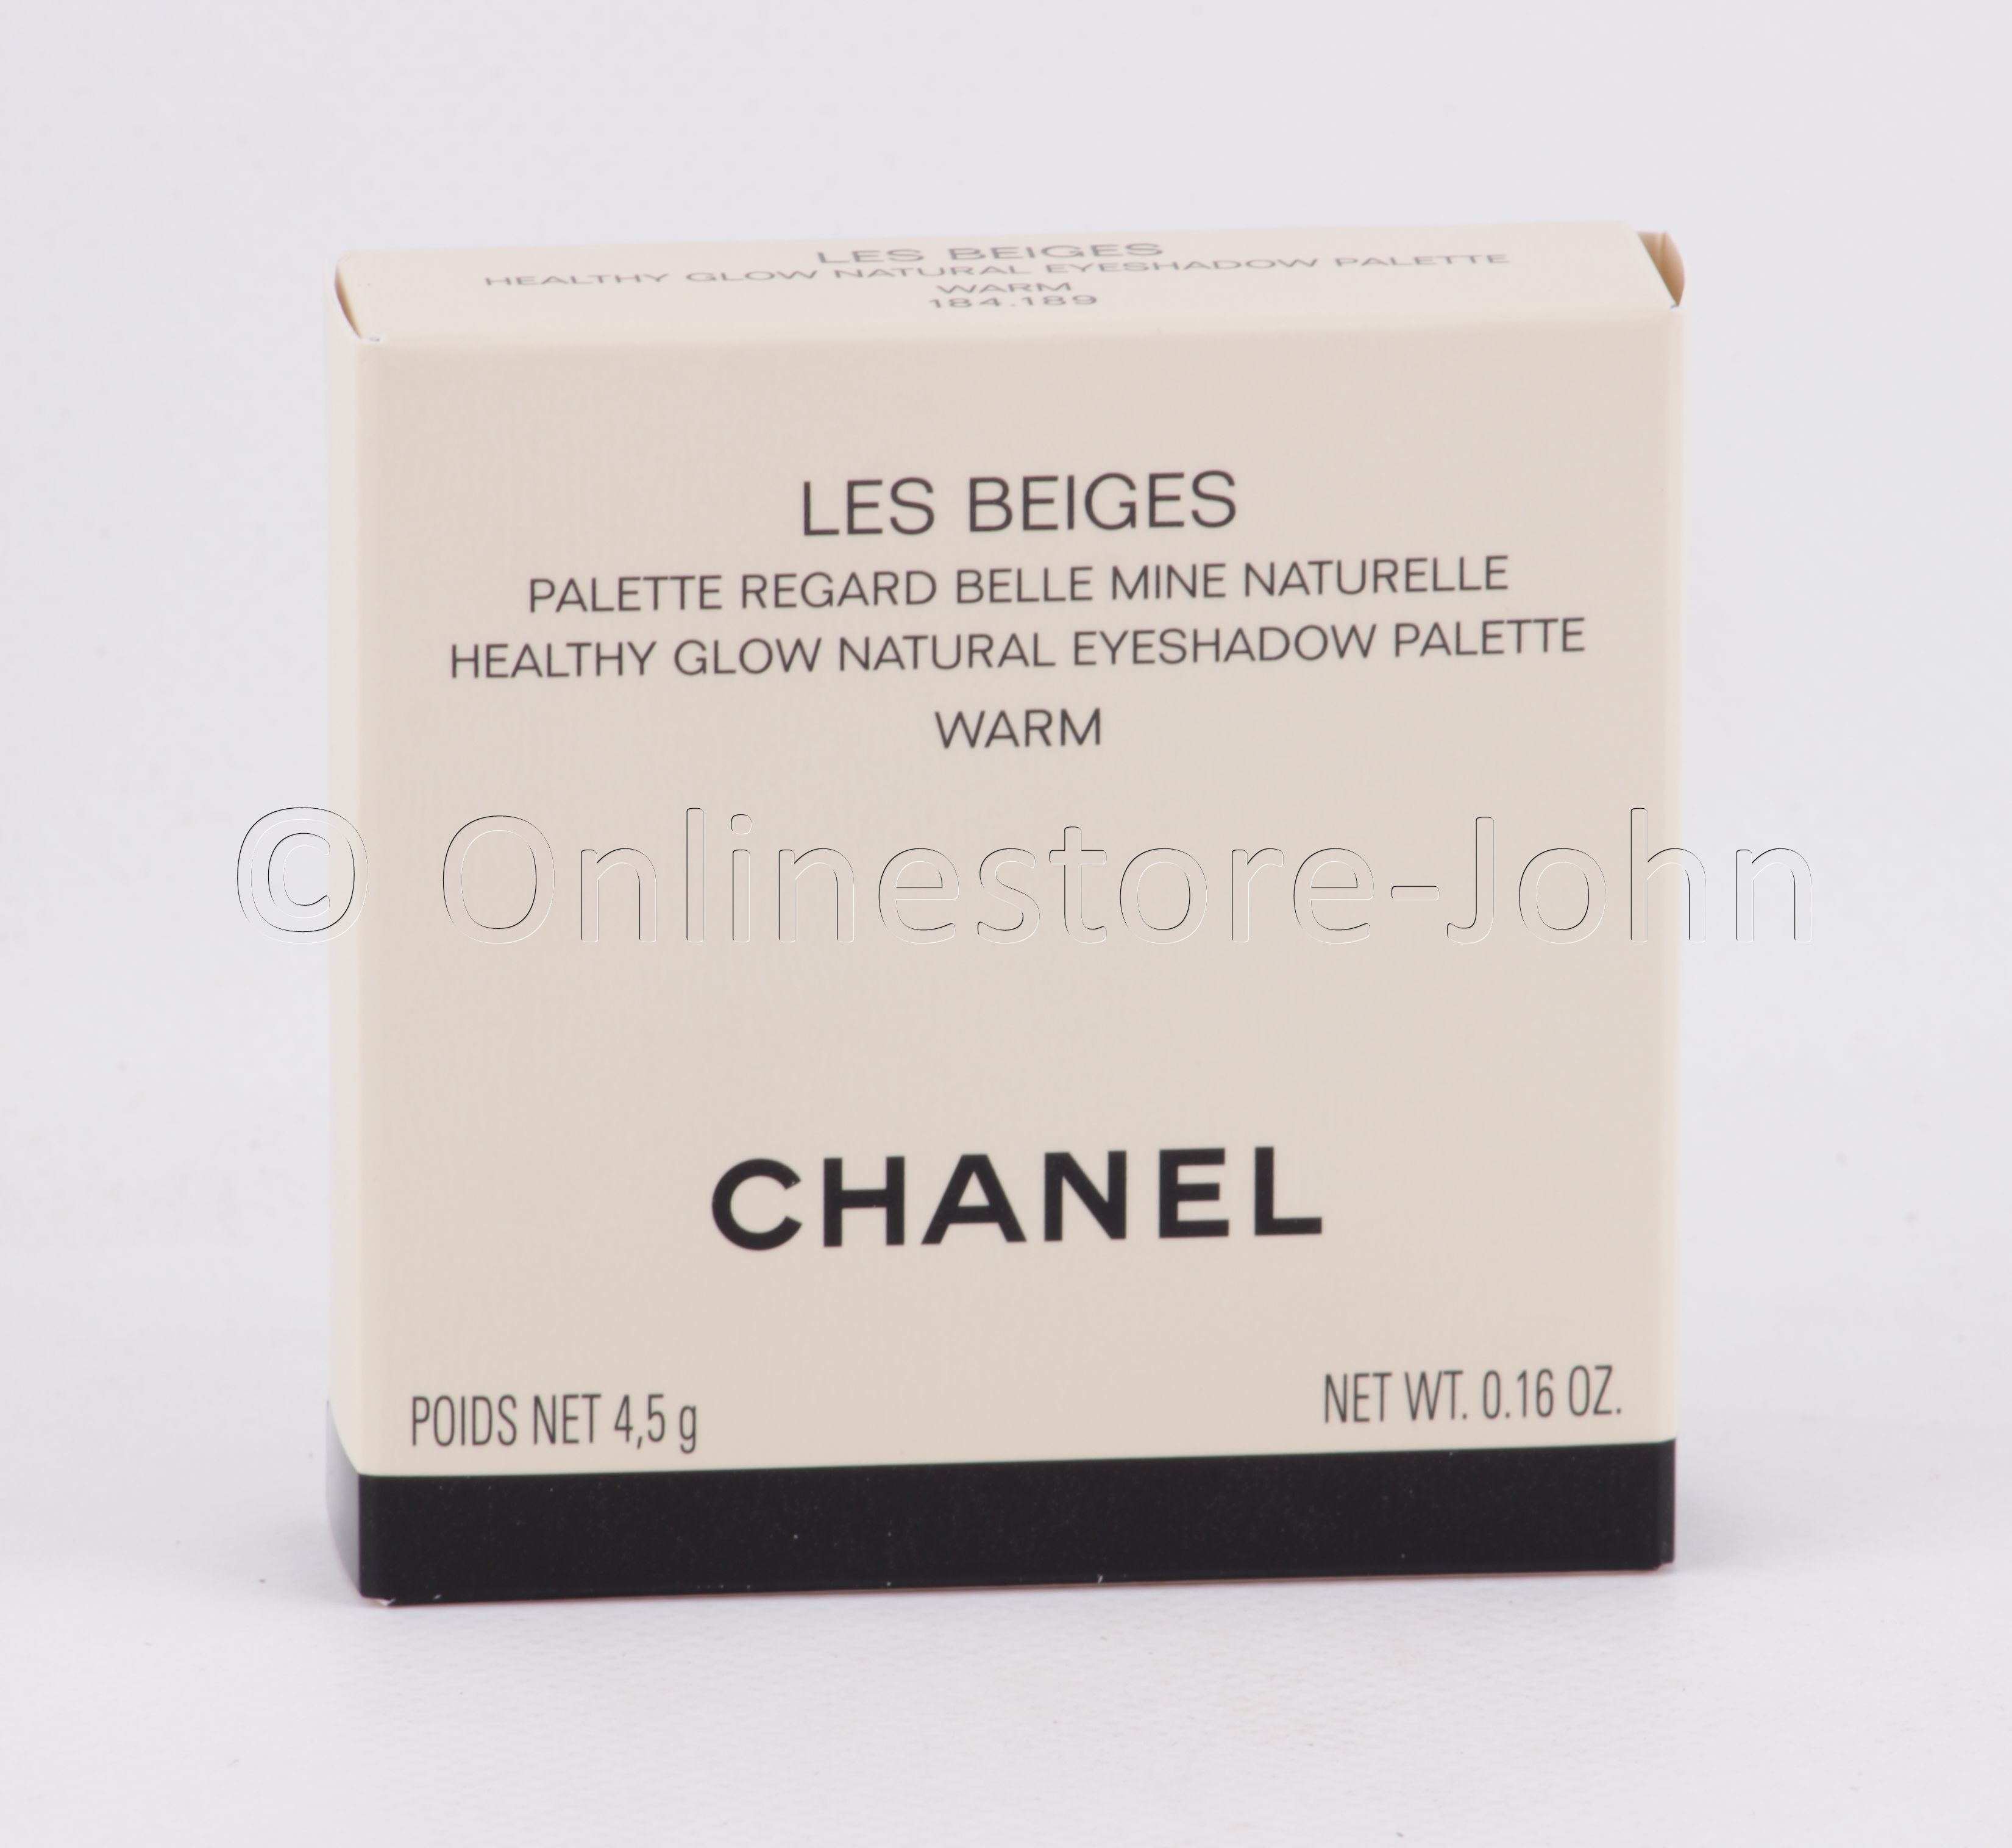 LES BEIGES
HEALTHY GLOW NATURAL EYESHADOW PALETTE
WARM
184.189
LES BEIGES
PALETTE REGARD BELLE MINE NATURELLE
HEALTHY GLOW NATURAL EYESHADOW PALETTE
WARM
© Onlinestore-John
CHANEL
POIDS NET 4,5 g NET WT. 0.16 OZ.